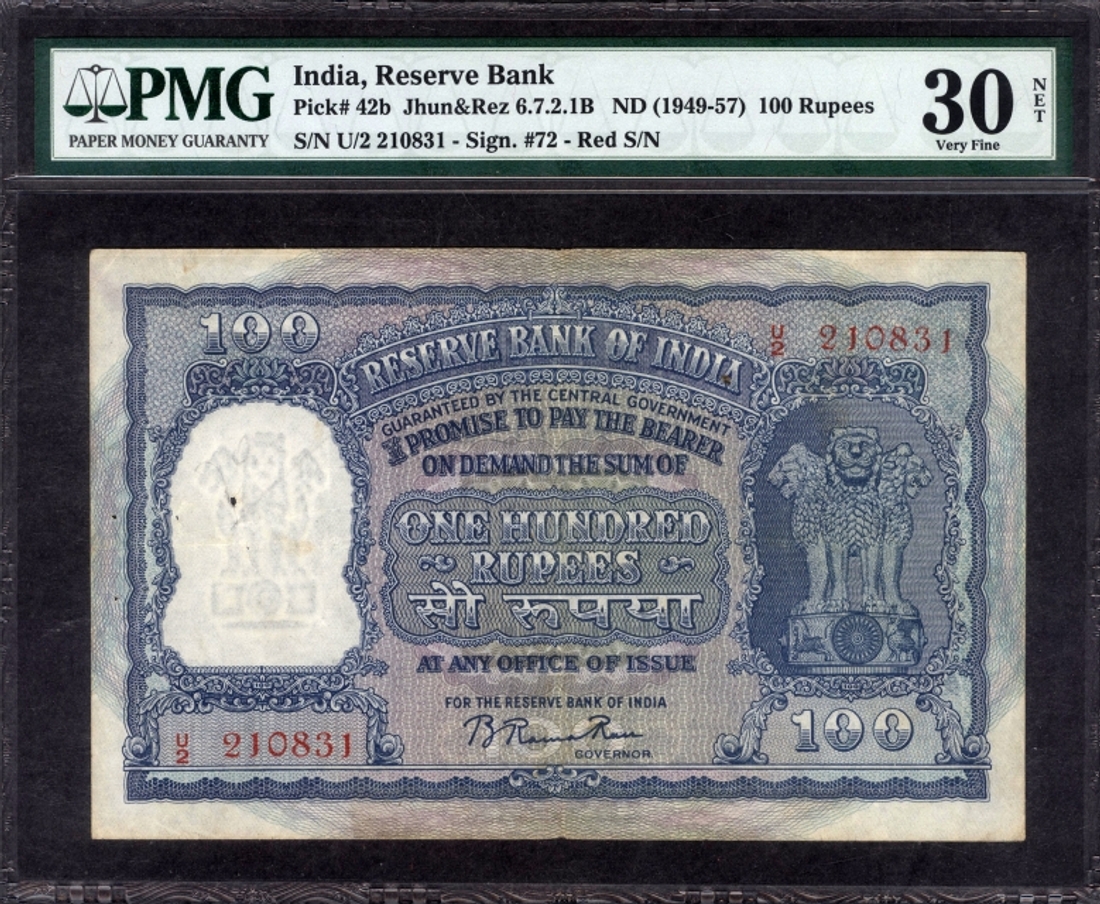 PMG
PAPER MONEY GUARANTY
India, Reserve Bank
Pick# 42b Jhun&Rez 6.7.2.1B ND (1949-57) 100 Rupees
S/N U/2 210831 - Sign. #72 - Red S/N
30 NET
Very Fine
100
RESERVE BANK OF INDIA
U/2 210831
GUARANTEED BY THE CENTRAL GOVERNMENT
I PROMISE TO PAY THE BEARER
ON DEMAND THE SUM OF
ONE HUNDRED
RUPEES
सौ रुपया
AT ANY OFFICE OF ISSUE
FOR THE RESERVE BANK OF INDIA
B Rama Rau
GOVERNOR
U/2 210831
100